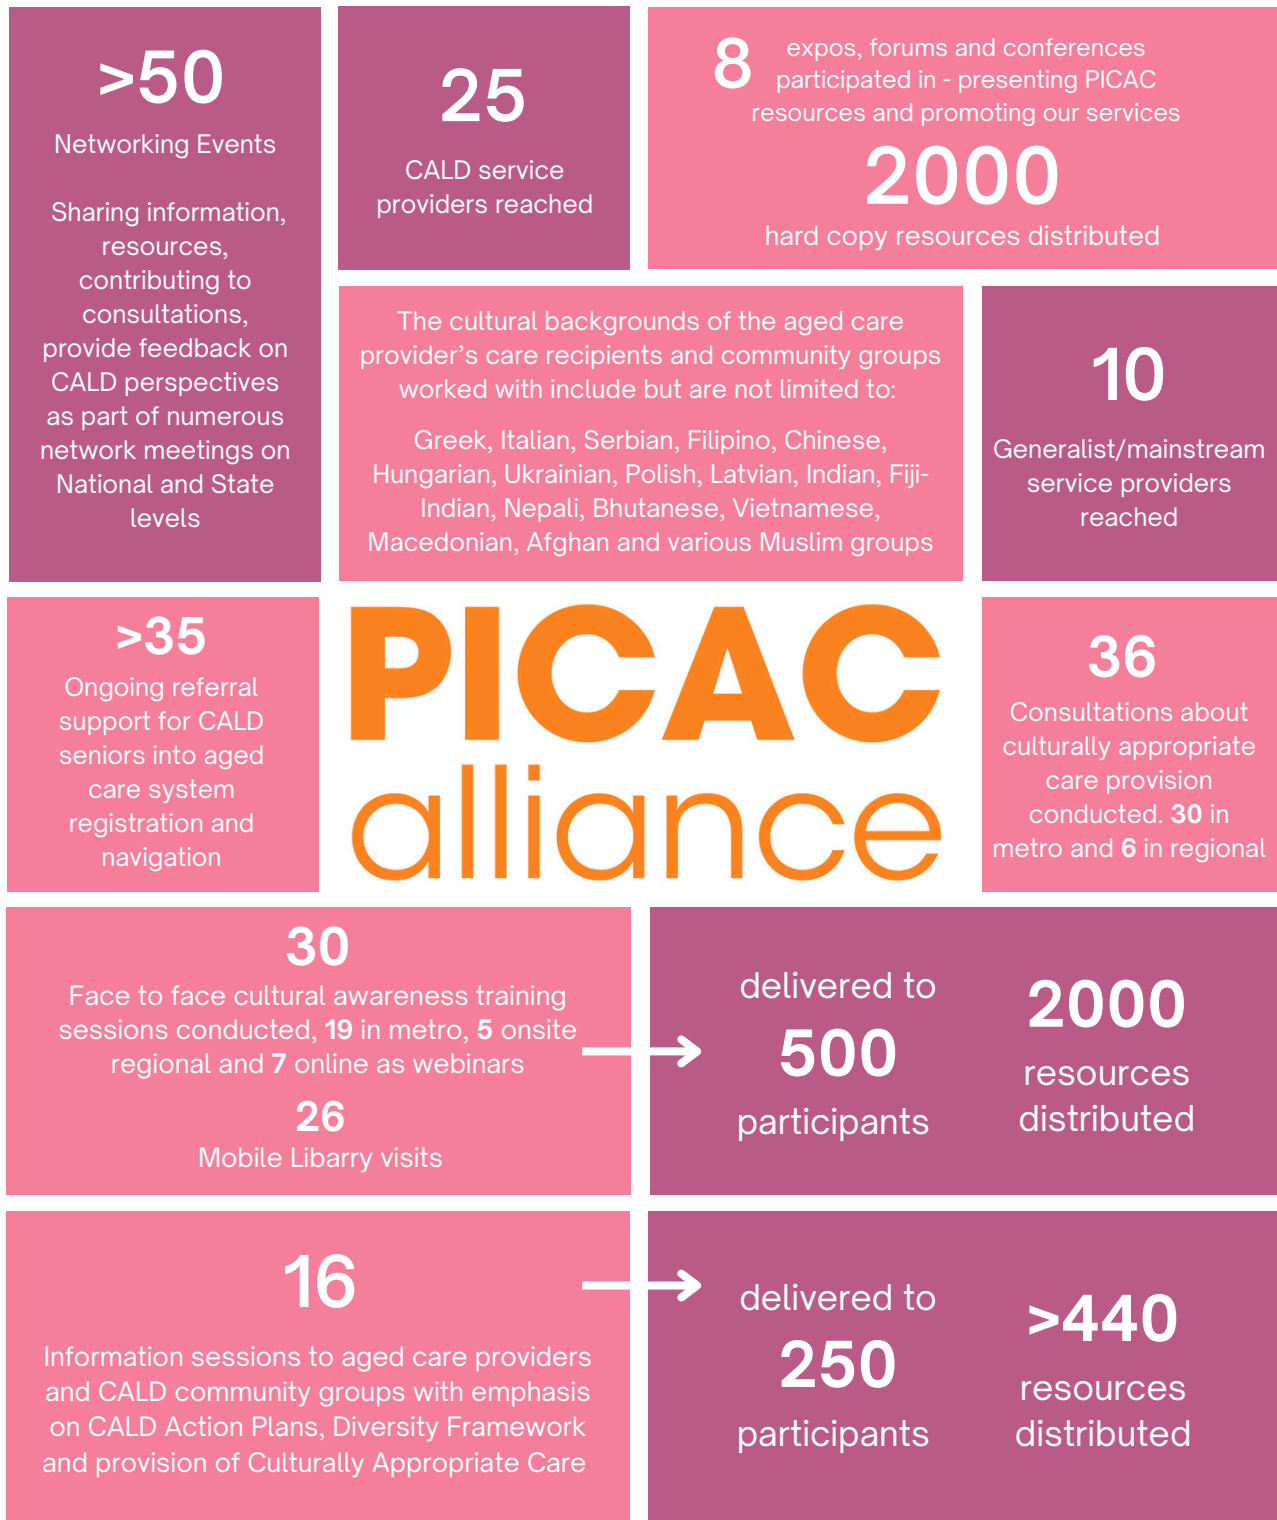 >50
Networking Events
Sharing information,
resources,
contributing to
consultations,
provide feedback on
CALD perspectives
as part of numerous
network meetings on
National and State
levels
25
CALD service
providers reached
8 expos, forums and conferences
participated in - presenting PICAC
resources and promoting our services
2000
hard copy resources distributed
The cultural backgrounds of the aged care
provider's care recipients and community groups
worked with include but are not limited to:
Greek, Italian, Serbian, Filipino, Chinese,
Hungarian, Ukrainian, Polish, Latvian, Indian, Fiji-
Indian, Nepali, Bhutanese, Vietnamese,
Macedonian, Afghan and various Muslim groups
10
Generalist/mainstream
service providers
reached
>35
Ongoing referral
support for CALD
seniors into aged
care system
registration and
navigation
PICAC
alliance
36
Consultations about
culturally appropriate
care provision
conducted. 30 in
metro and 6 in regional
30
Face to face cultural awareness training
sessions conducted, 19 in metro, 5 onsite
regional and 7 online as webinars
26
Mobile Libarry visits
delivered to
500
participants
2000
resources
distributed
16
Information sessions to aged care providers
and CALD community groups with emphasis
on CALD Action Plans, Diversity Framework
and provision of Culturally Appropriate Care
delivered to
250
participants
>440
resources
distributed